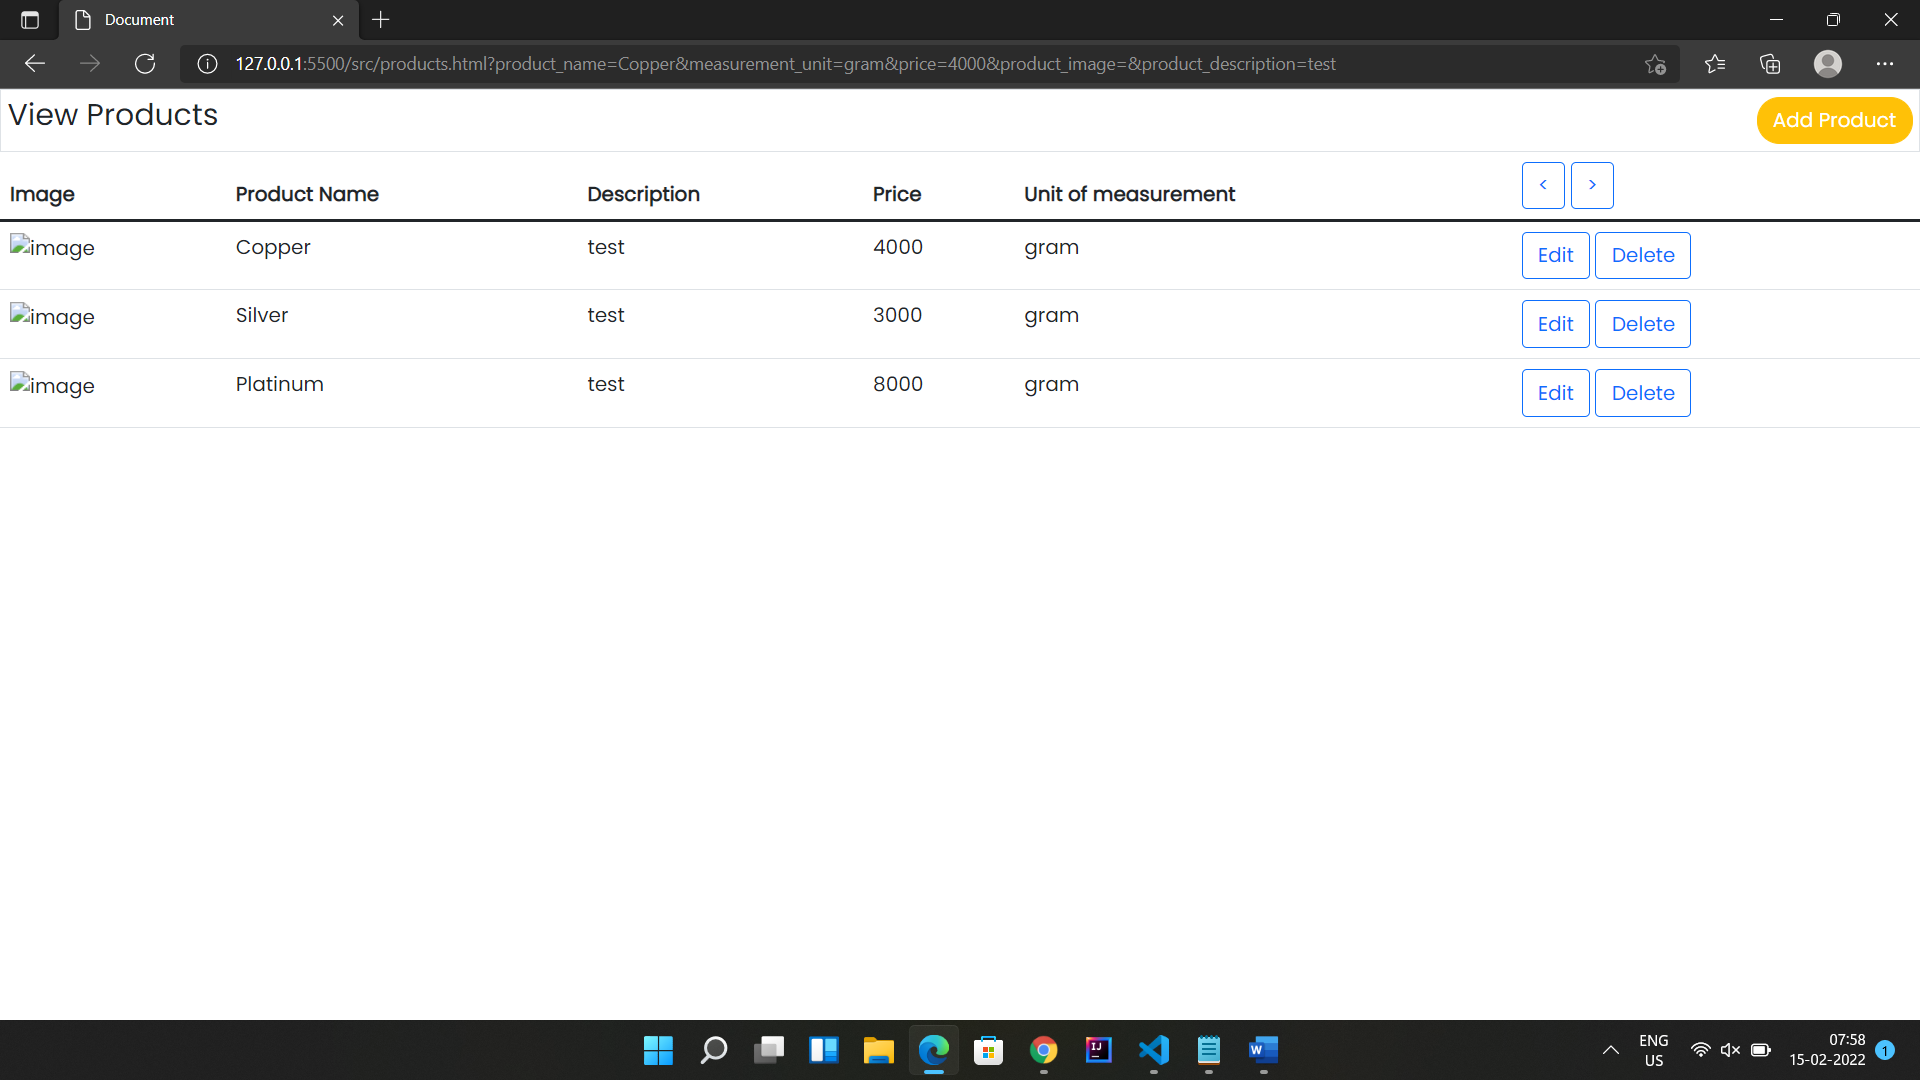 Document
127.0.0.1:5500/src/products.html?product_name=Copper&measurement_unit=gram&price=4000&product_image=&product_description=test
View Products
Add Product
Image Product Name Description Price Unit of measurement < >
image Copper test 4000 gram Edit Delete
image Silver test 3000 gram Edit Delete
image Platinum test 8000 gram Edit Delete
ENG
US
07:58
15-02-2022
1
IJ
W